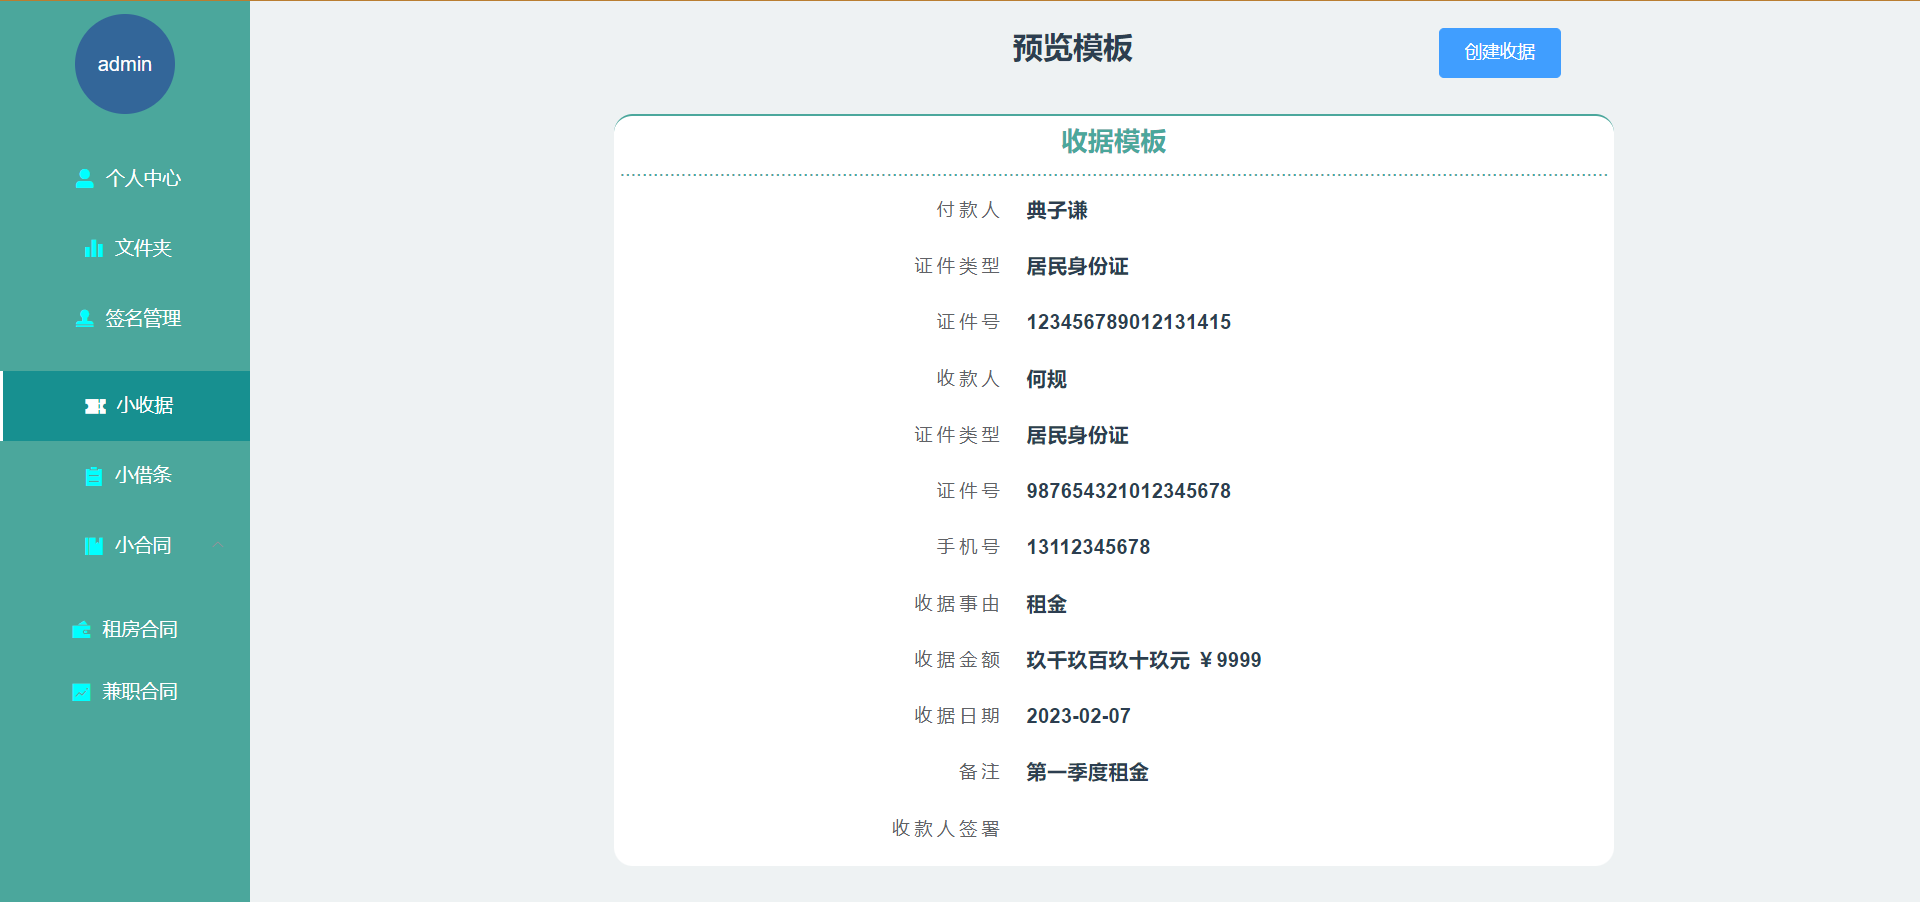 admin
个人中心
文件夹
签名管理
小收据
小借条
小合同
租房合同
兼职合同
预览模板
创建收据
收据模板
付款人 典子谦
证件类型 居民身份证
证件号 123456789012131415
收款人 何规
证件类型 居民身份证
证件号 987654321012345678
手机号 13112345678
收据事由 租金
收据金额 玖千玖百玖十玖元 ￥9999
收据日期 2023-02-07
备注 第一季度租金
收款人签署